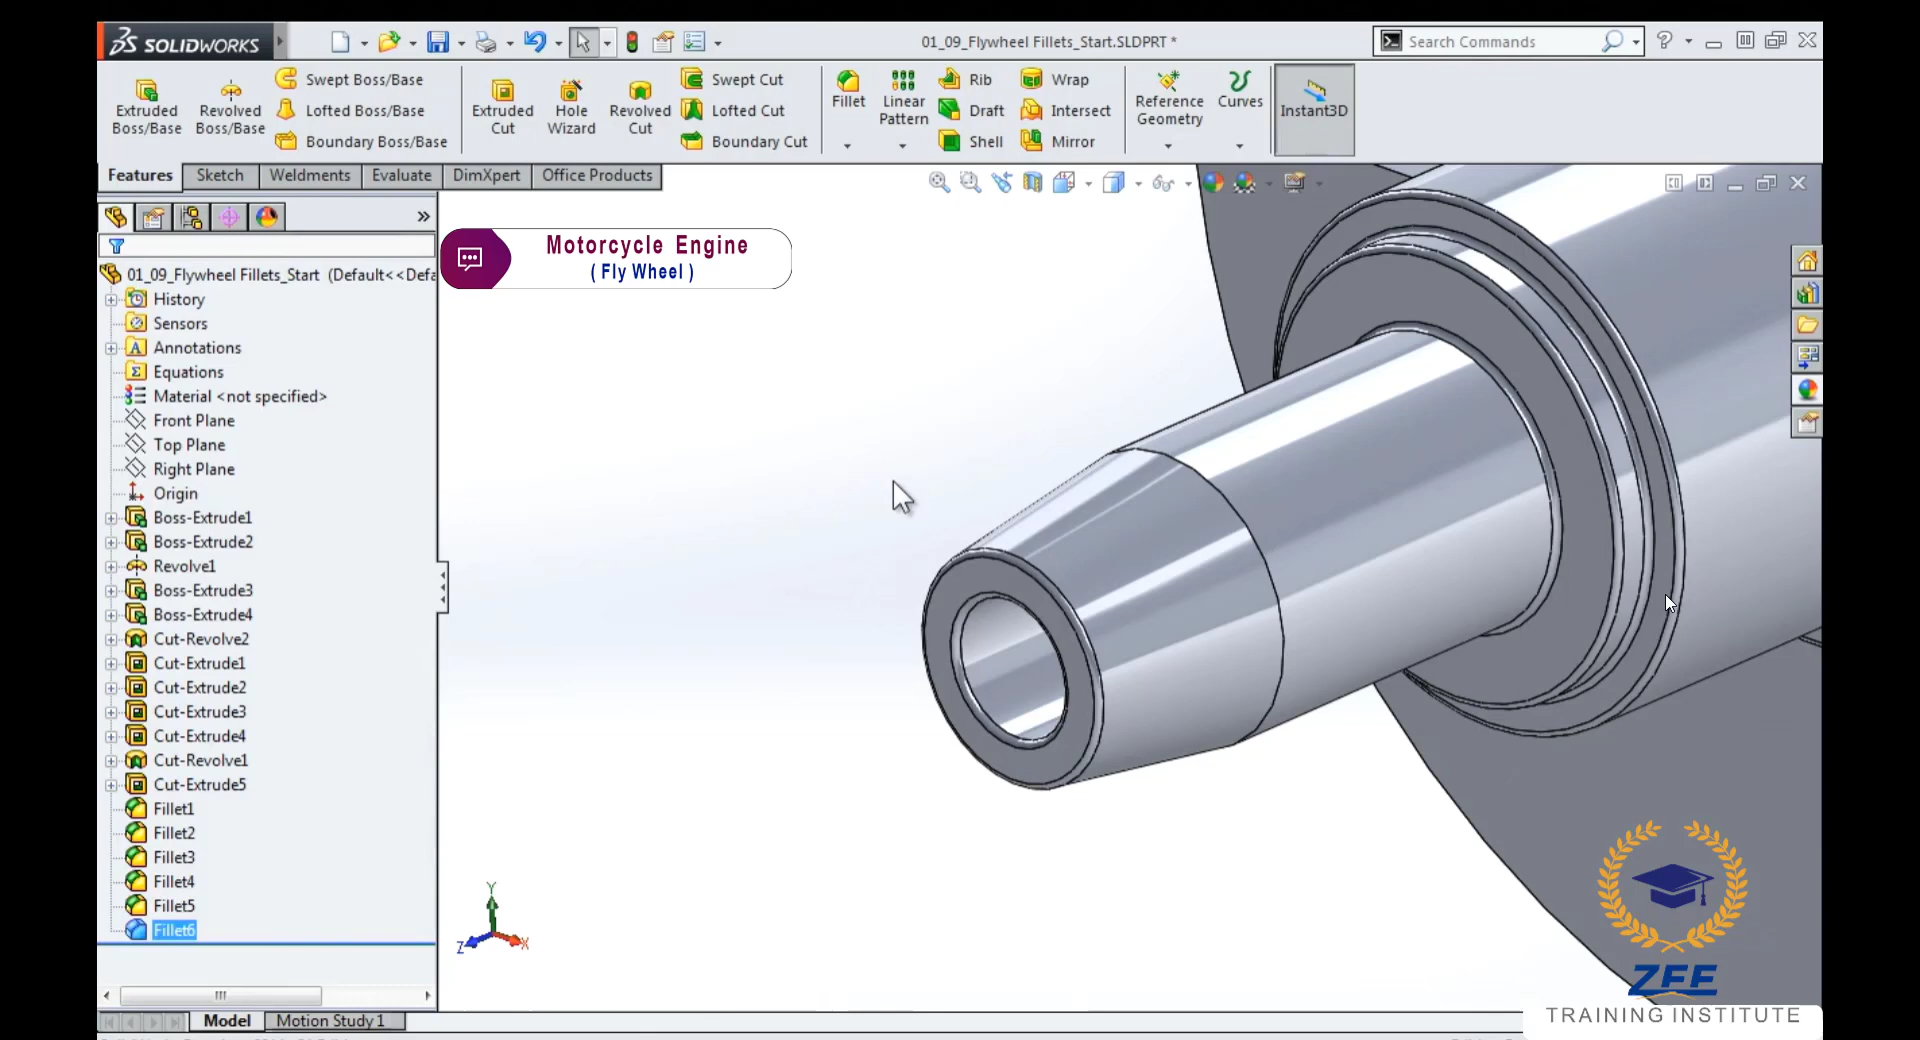 SOLIDWORKS
01_09_Flywheel Fillets_Start.SLDPRT *
Search Commands
Extruded Boss/Base
Revolved Boss/Base
Swept Boss/Base
Lofted Boss/Base
Boundary Boss/Base
Extruded Cut
Hole Wizard
Revolved Cut
Swept Cut
Lofted Cut
Boundary Cut
Fillet
Linear Pattern
Rib
Draft
Shell
Wrap
Intersect
Mirror
Reference Geometry
Curves
Instant3D
Features
Sketch
Weldments
Evaluate
DimXpert
Office Products
Motorcycle Engine
( Fly Wheel )
01_09_Flywheel Fillets_Start (Default<<Defa
History
Sensors
Annotations
Equations
Material <not specified>
Front Plane
Top Plane
Right Plane
Origin
Boss-Extrude1
Boss-Extrude2
Revolve1
Boss-Extrude3
Boss-Extrude4
Cut-Revolve2
Cut-Extrude1
Cut-Extrude2
Cut-Extrude3
Cut-Extrude4
Cut-Revolve1
Cut-Extrude5
Fillet1
Fillet2
Fillet3
Fillet4
Fillet5
Fillet6
Y
Z
X
ZEE
TRAINING INSTITUTE
Model
Motion Study 1